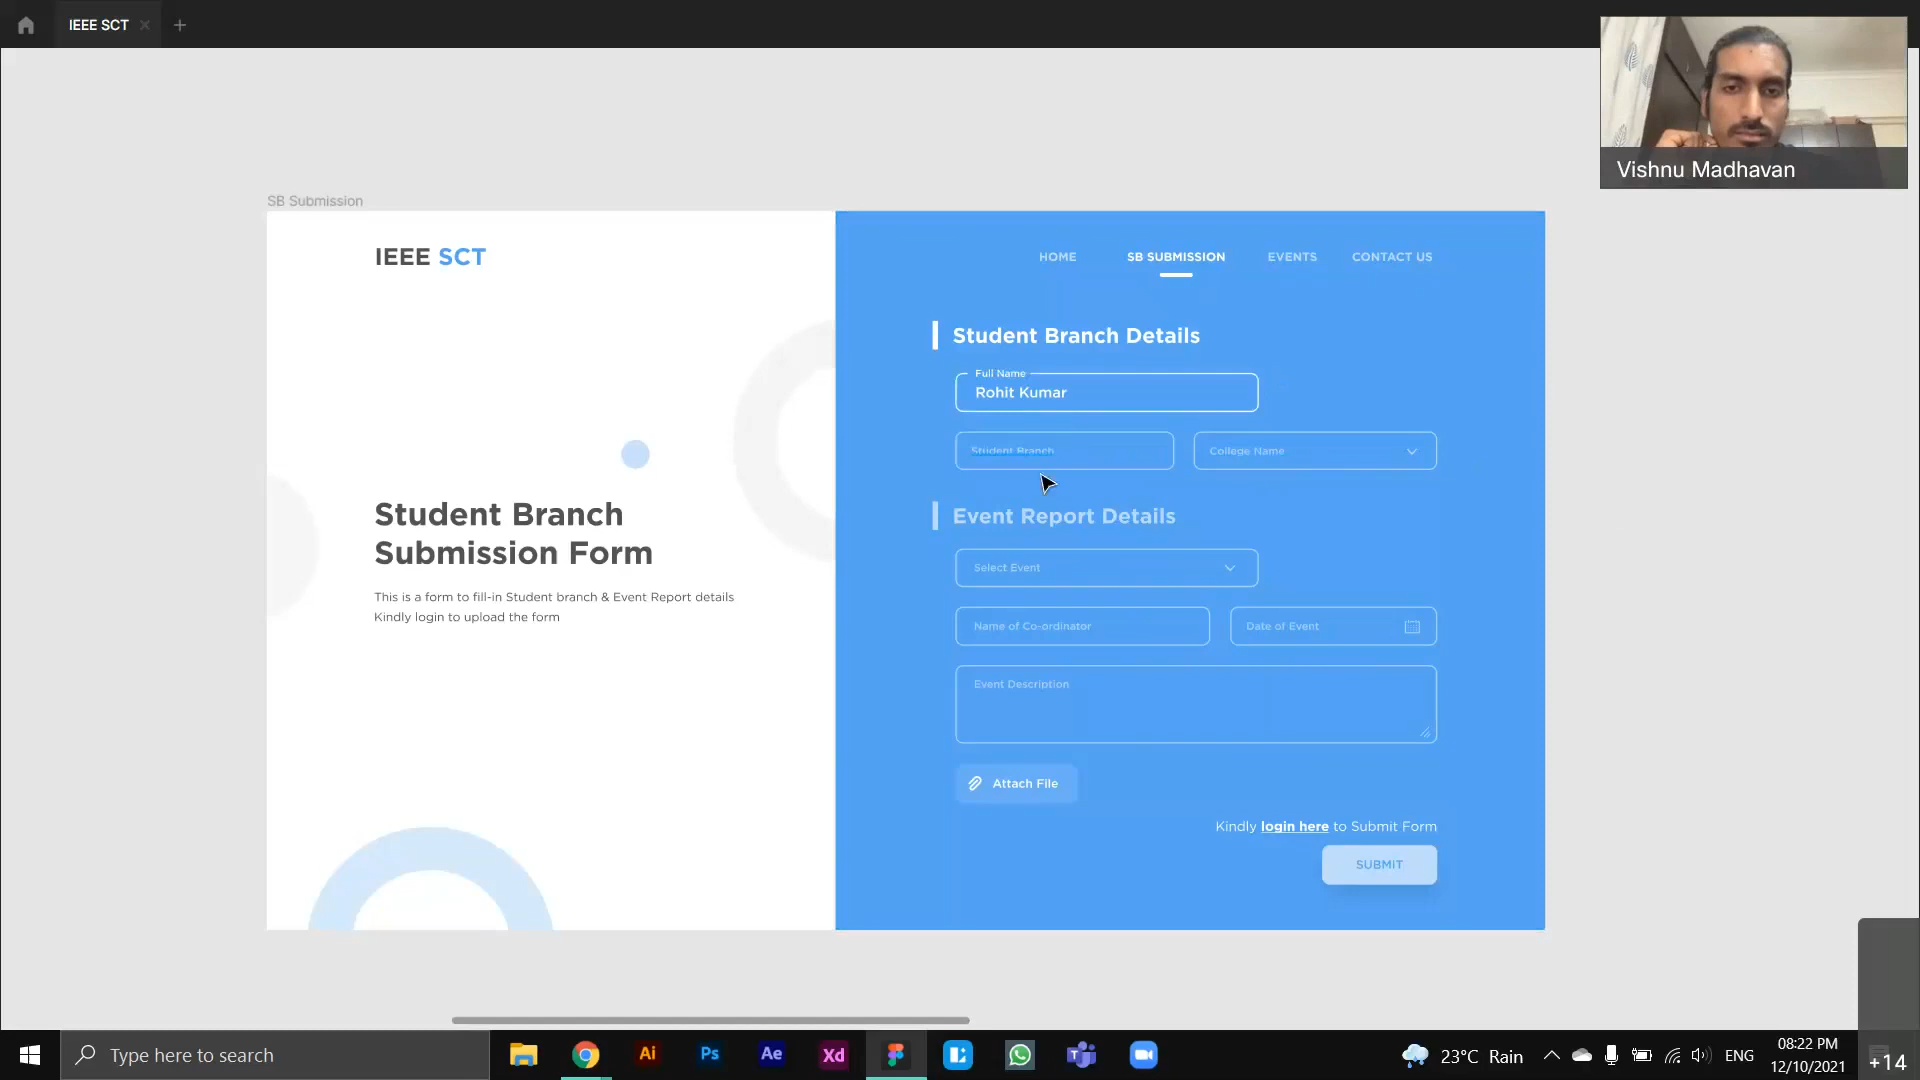 IEEE SCT
Vishnu Madhavan
SB Submission
IEEE SCT
HOME SB SUBMISSION EVENTS CONTACT US
Student Branch Details
Full Name
Rohit Kumar
Student Branch
College Name
Student Branch
Submission Form
This is a form to fill-in Student branch & Event Report details
Kindly login to upload the form
Event Report Details
Select Event
Name of Co-ordinator
Date of Event
Event Description
Attach File
Kindly login here to Submit Form
SUBMIT
Type here to search
Ai
Ps
Ae
Xd
23°C Rain
ENG
08:22 PM
12/10/2021
+14